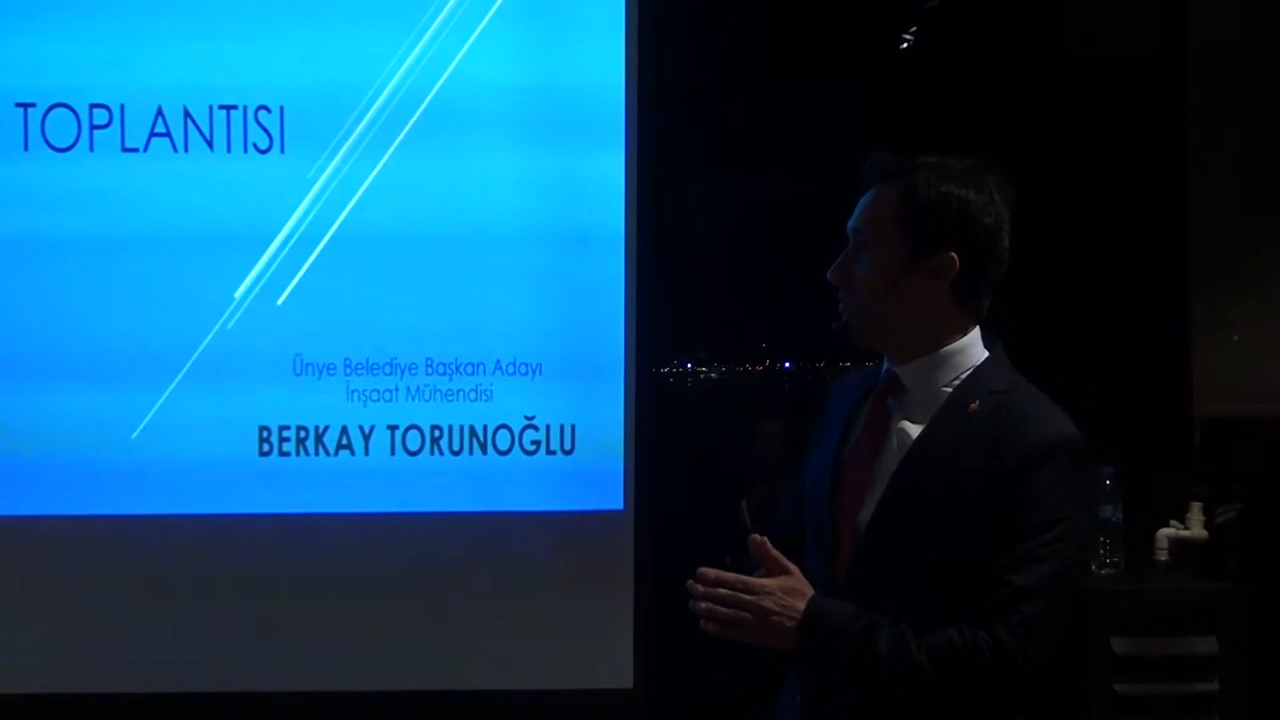 TOPLANTISI
Ünye Belediye Başkan Adayı
İnşaat Mühendisi
BERKAY TORUNOĞLU